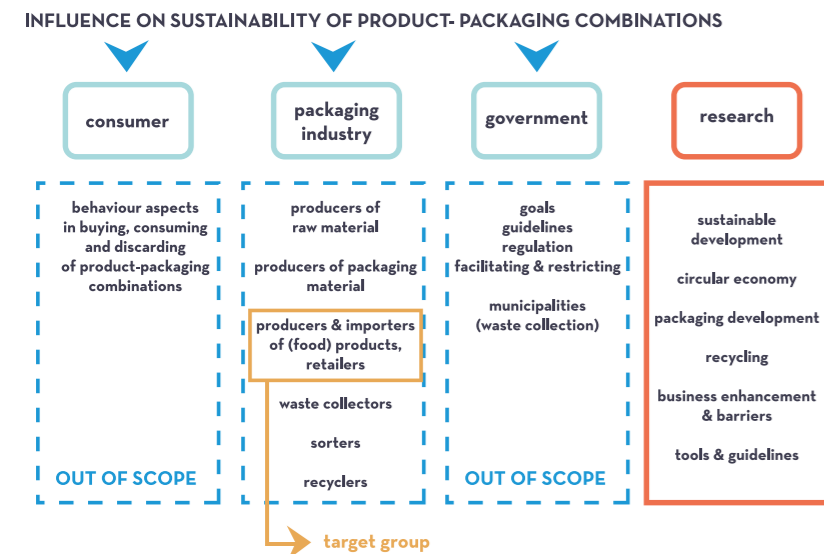 INFLUENCE ON SUSTAINABILITY OF PRODUCT- PACKAGING COMBINATIONS
consumer
packaging
industry
government
research
behaviour aspects
in buying, consuming
and discarding
of product-packaging
combinations
OUT OF SCOPE
producers of
raw material
producers of packaging
material
producers & importers
of (food) products,
retailers
waste collectors
sorters
recyclers
target group
goals
guidelines
regulation
facilitating & restricting
municipalities
(waste collection)
OUT OF SCOPE
sustainable
development
circular economy
packaging development
recycling
business enhancement
& barriers
tools & guidelines